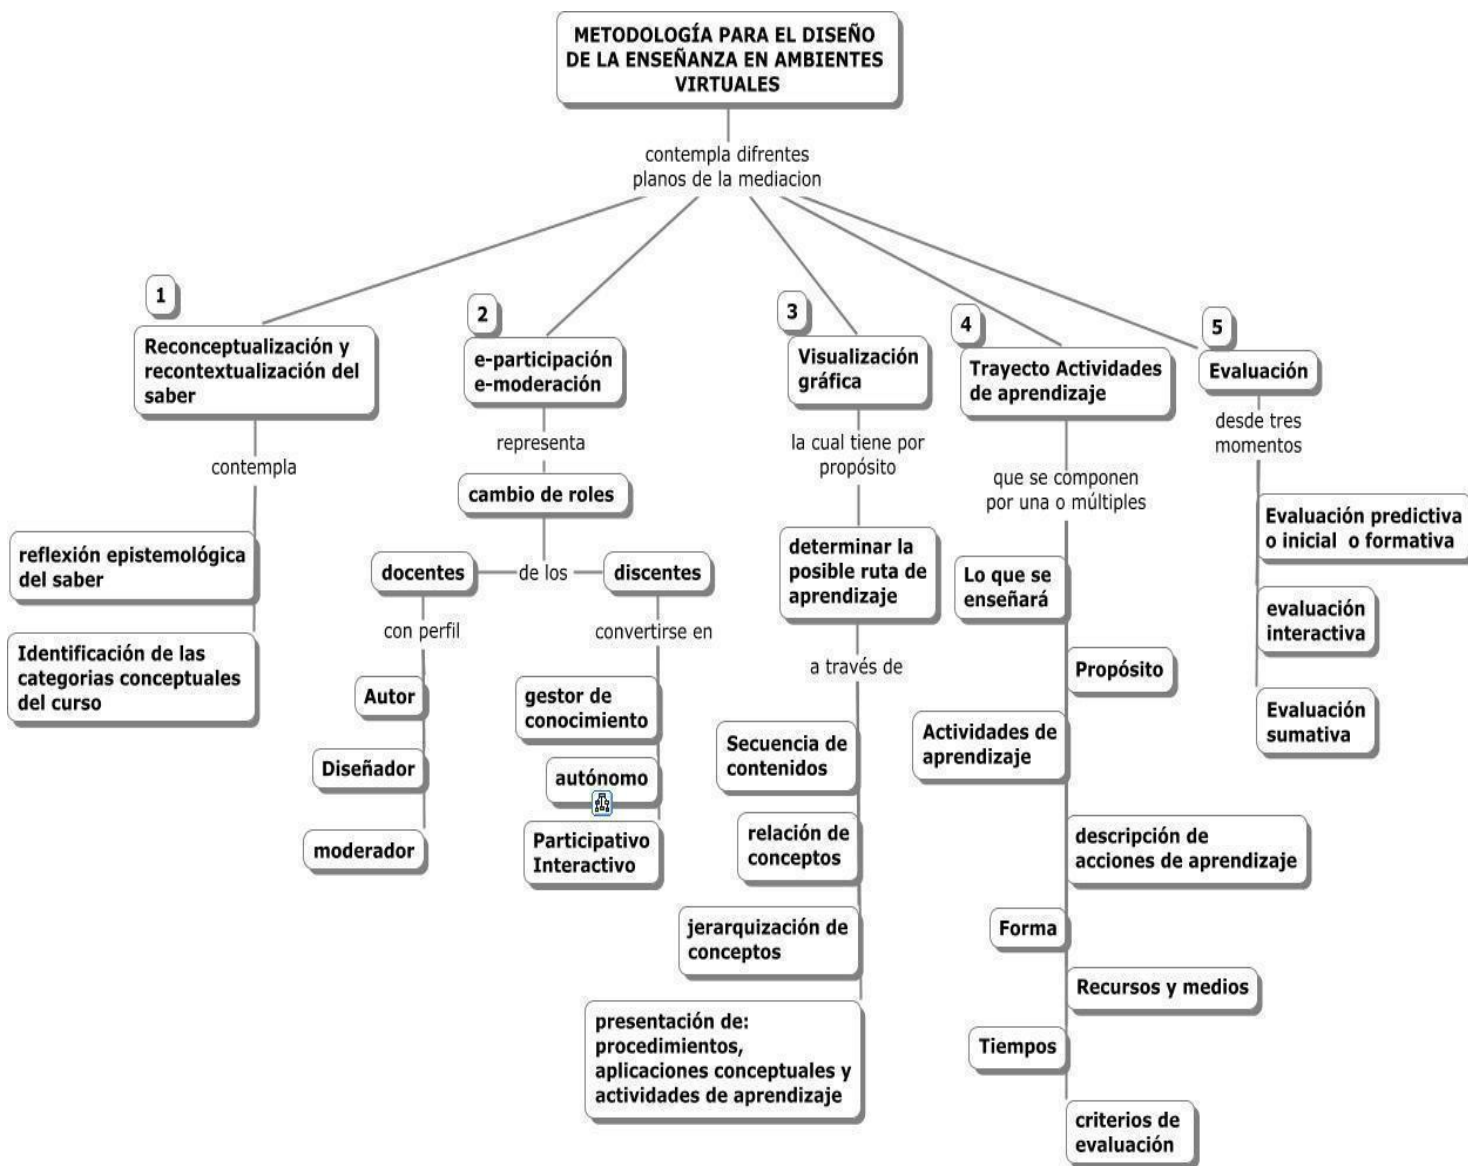 METODOLOGÍA PARA EL DISEÑO
DE LA ENSEÑANZA EN AMBIENTES
VIRTUALES
contempla difrentes
planos de la mediacion
1
Reconceptualización y
recontextualización del
saber
contempla
reflexión epistemológica
del saber
Identificación de las
categorias conceptuales
del curso
2
e-participación
e-moderación
representa
cambio de roles
docentes
de los
discentes
con perfil
Autor
Diseñador
moderador
convertirse en
gestor de
conocimiento
autónomo
Participativo
Interactivo
3
Visualización
gráfica
la cual tiene por
propósito
determinar la
posible ruta de
aprendizaje
a través de
Secuencia de
contenidos
relación de
conceptos
jerarquización de
conceptos
presentación de:
procedimientos,
aplicaciones conceptuales y
actividades de aprendizaje
4
Trayecto Actividades
de aprendizaje
que se componen
por una o múltiples
Lo que se
enseñará
Propósito
Actividades de
aprendizaje
descripción de
acciones de aprendizaje
Forma
Recursos y medios
Tiempos
criterios de
evaluación
5
Evaluación
desde tres
momentos
Evaluación predictiva
o inicial o formativa
evaluación
interactiva
Evaluación
sumativa